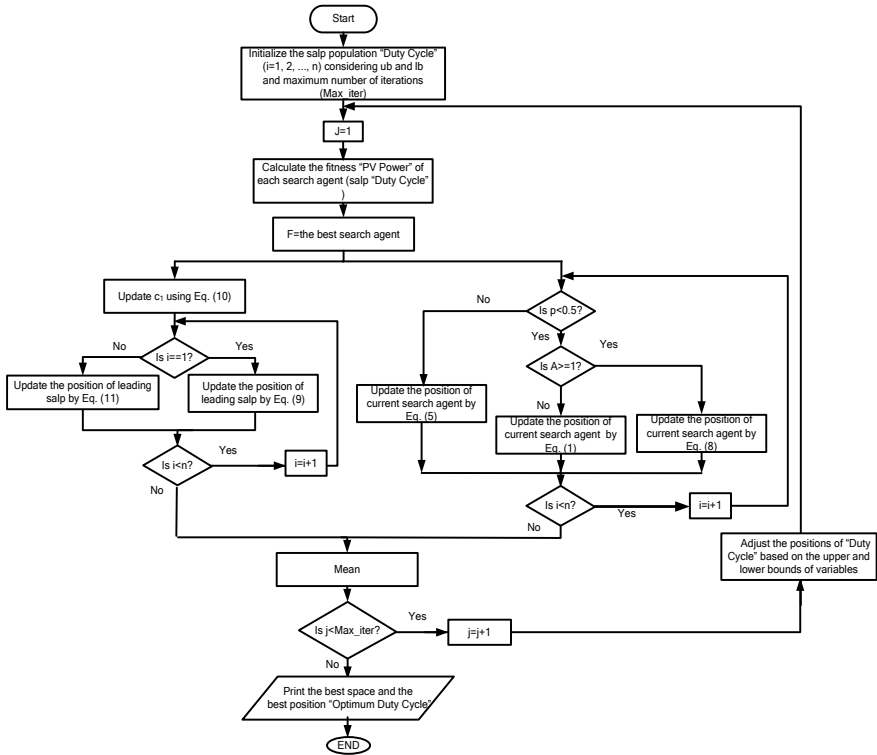 Start
Initialize the salp population “Duty Cycle”
(i=1, 2, ..., n) considering ub and lb
and maximum number of iterations
(Max_iter)
J=1
Calculate the fitness “PV Power” of
each search agent (salp “Duty Cycle”
)
F=the best search agent
Update c₁ using Eq. (10)
Is i==1?
No
Yes
Update the position of leading
salp by Eq. (11)
Update the position of
leading salp by Eq. (9)
Is i<n?
Yes
No
i=i+1
Is p<0.5?
No
Yes
Is A>=1?
Yes
No
Update the position of
current search agent by
Eq. (5)
Update the position of
current search agent by
Eq. (1)
Update the position of
current search agent by
Eq. (8)
Is i<n?
Yes
No
i=i+1
Adjust the positions of “Duty
Cycle” based on the upper and
lower bounds of variables
Mean
Is j<Max_iter?
Yes
No
j=j+1
Print the best space and the
best position “Optimum Duty Cycle”
END